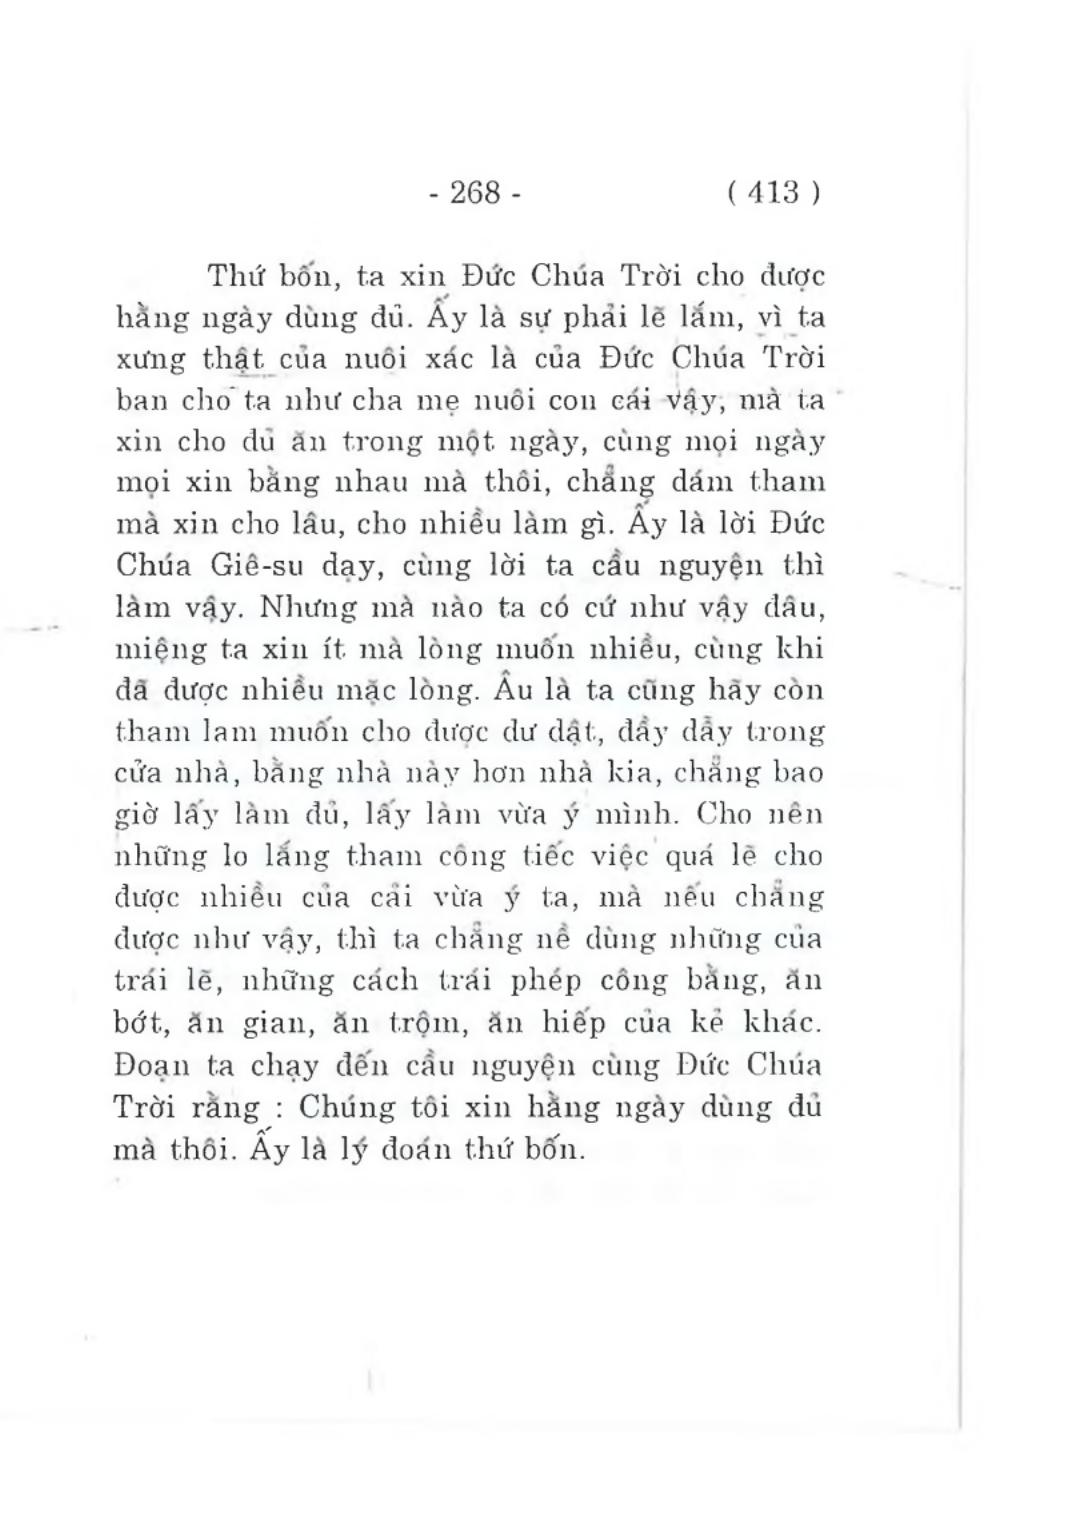 - 268 - ( 413 )
Thứ bốn, ta xin Đức Chúa Trời cho được
hằng ngày dùng đủ. Ấy là sự phải lẽ lắm, vì ta
xưng thật của nuôi xác là của Đức Chúa Trời
ban cho ta như cha mẹ nuôi con cái vậy, mà ta
xin cho đủ ăn trong một ngày, cùng mọi ngày
mọi xin bằng nhau mà thôi, chẳng dám tham
mà xin cho lâu, cho nhiều làm gì. Ấy là lời Đức
Chúa Giê-su dạy, cùng lời ta cầu nguyện thì
làm vậy. Nhưng mà nào ta có cứ như vậy đâu,
miệng ta xin ít mà lòng muốn nhiều, cùng khi
đã được nhiều mặc lòng. Âu là ta cũng hãy còn
tham lam muốn cho được dư dật, đầy dẫy trong
cửa nhà, bằng nhà này hơn nhà kia, chẳng bao
giờ lấy làm đủ, lấy làm vừa ý mình. Cho nên
những lo lắng tham công tiếc việc quá lẽ cho
được nhiều của cải vừa ý ta, mà nếu chẳng
được như vậy, thì ta chẳng nề dùng những của
trái lẽ, những cách trái phép công bằng, ăn
bớt, ăn gian, ăn trộm, ăn hiếp của kẻ khác.
Đoạn ta chạy đến cầu nguyện cùng Đức Chúa
Trời rằng : Chúng tôi xin hằng ngày dùng đủ
mà thôi. Ấy là lý đoán thứ bốn.